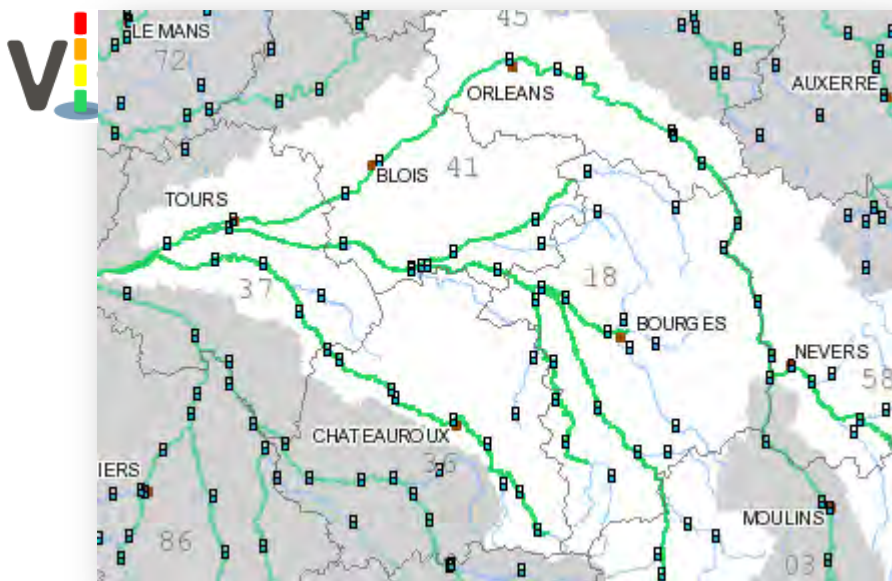 Vi
45
LE MANS
72
AUXERRE
ORLEANS
BLOIS
41
TOURS
37
18
BOURGES
NEVERS
58
CHATEAUROUX
36
IERS
86
MOULINS
03